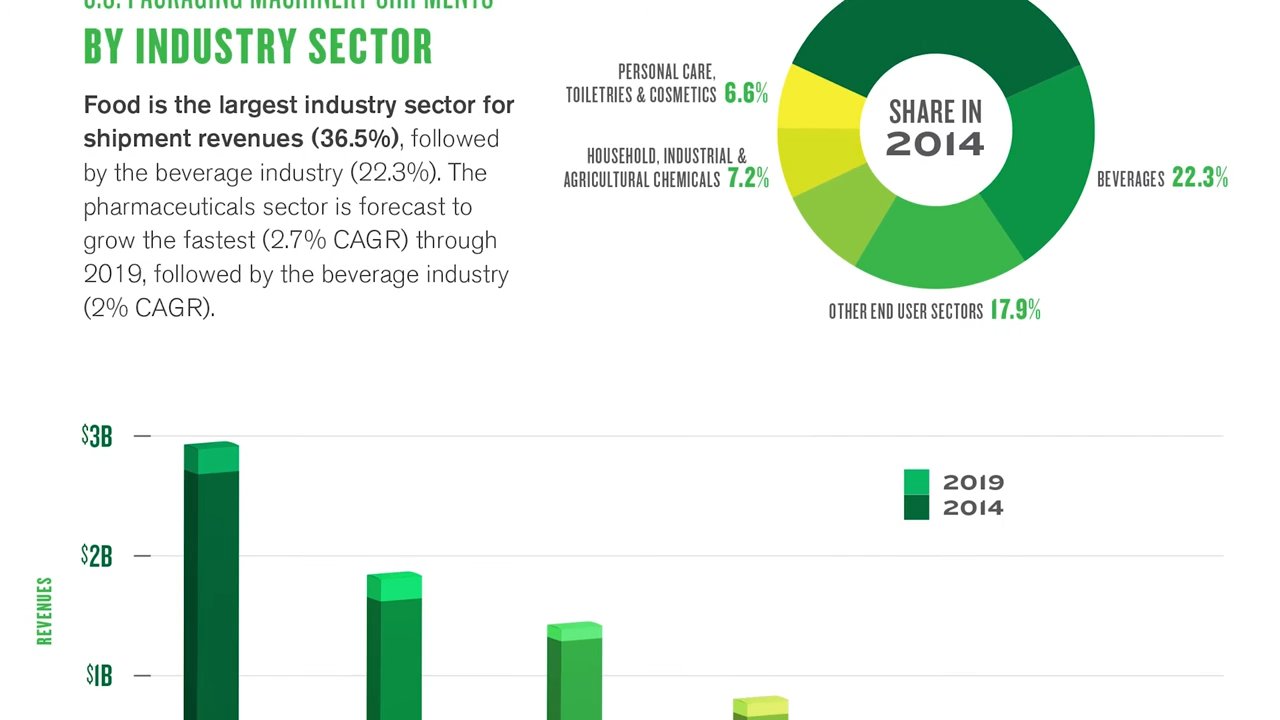 U.S. PACKAGING MACHINERY SHIPMENTS
BY INDUSTRY SECTOR
Food is the largest industry sector for
shipment revenues (36.5%), followed
by the beverage industry (22.3%). The
pharmaceuticals sector is forecast to
grow the fastest (2.7% CAGR) through
2019, followed by the beverage industry
(2% CAGR).
PERSONAL CARE,
TOILETRIES & COSMETICS 6.6%
HOUSEHOLD, INDUSTRIAL &
AGRICULTURAL CHEMICALS 7.2%
SHARE IN
2014
BEVERAGES 22.3%
OTHER END USER SECTORS 17.9%
$3B
$2B
$1B
REVENUES
2019
2014